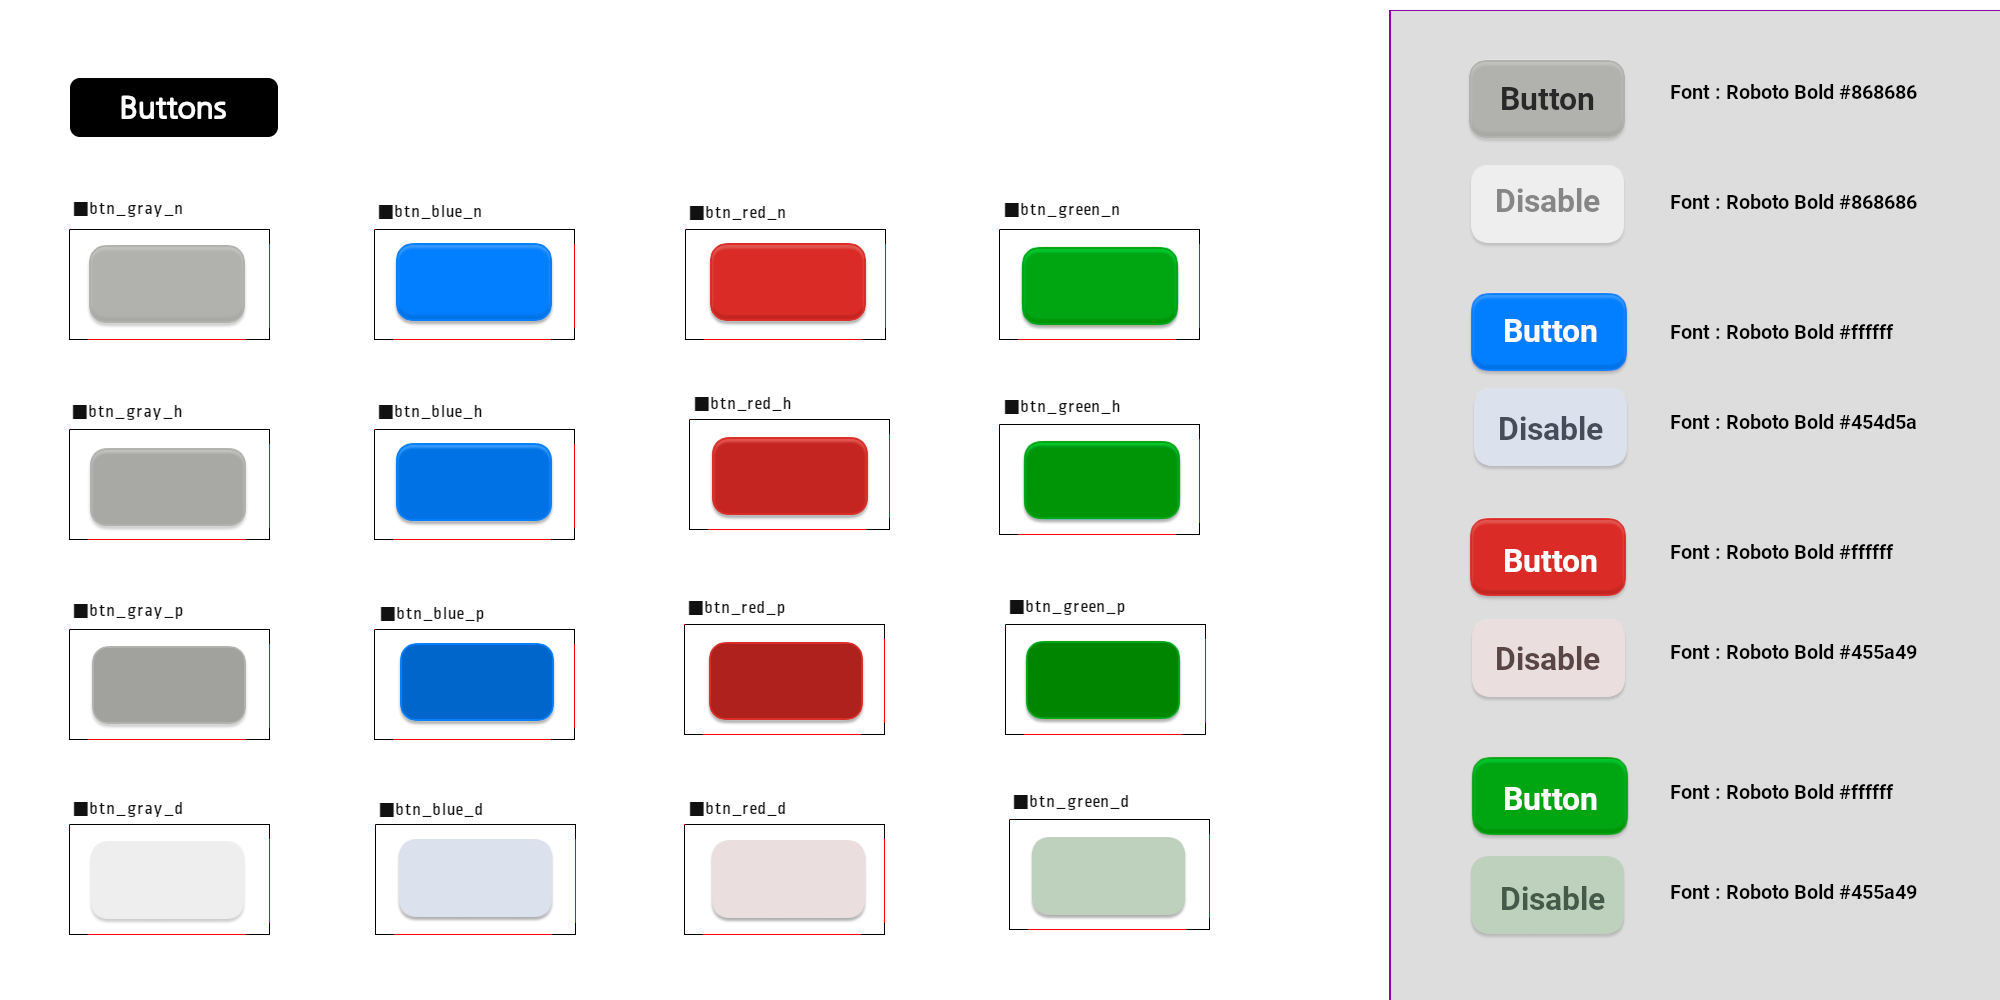 Buttons
■btn_gray_n
■btn_blue_n
■btn_red_n
■btn_green_n
■btn_gray_h
■btn_blue_h
■btn_red_h
■btn_green_h
■btn_gray_p
■btn_blue_p
■btn_red_p
■btn_green_p
■btn_gray_d
■btn_blue_d
■btn_red_d
■btn_green_d
Button
Font : Roboto Bold #868686
Disable
Font : Roboto Bold #868686
Button
Font : Roboto Bold #ffffff
Disable
Font : Roboto Bold #454d5a
Button
Font : Roboto Bold #ffffff
Disable
Font : Roboto Bold #455a49
Button
Font : Roboto Bold #ffffff
Disable
Font : Roboto Bold #455a49